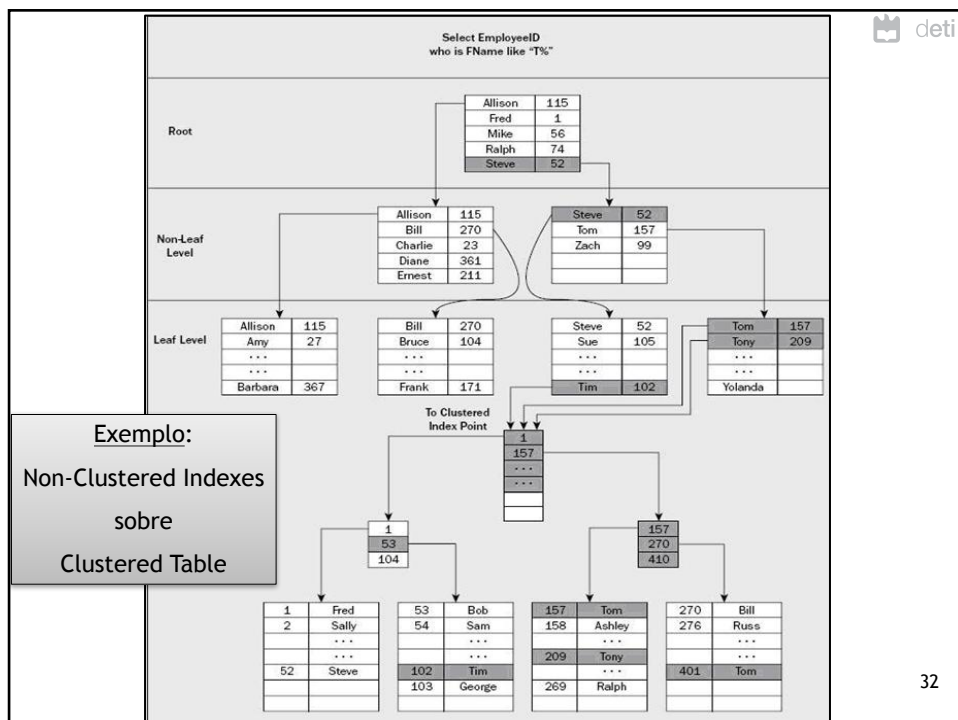 deti
Select EmployeeID
who is FName like "T%"
Root
Allison 115
Fred 1
Mike 56
Ralph 74
Steve 52
Non-Leaf
Level
Allison 115
Bill 270
Charlie 23
Diane 361
Ernest 211
Steve 52
Tom 157
Zach 99
Leaf Level
Allison 115
Amy 27
...
...
Barbara 367
Bill 270
Bruce 104
...
...
Frank 171
Steve 52
Sue 105
...
...
Tim 102
Tom 157
Tony 209
...
...
Yolanda
To Clustered
Index Point
1
157
...
...
Exemplo:
Non-Clustered Indexes
sobre
Clustered Table
1
53
104
157
270
410
1 Fred
2 Sally
...
...
52 Steve
53 Bob
54 Sam
...
...
102 Tim
103 George
157 Tom
158 Ashley
...
209 Tony
...
269 Ralph
270 Bill
276 Russ
...
...
401 Tom
32